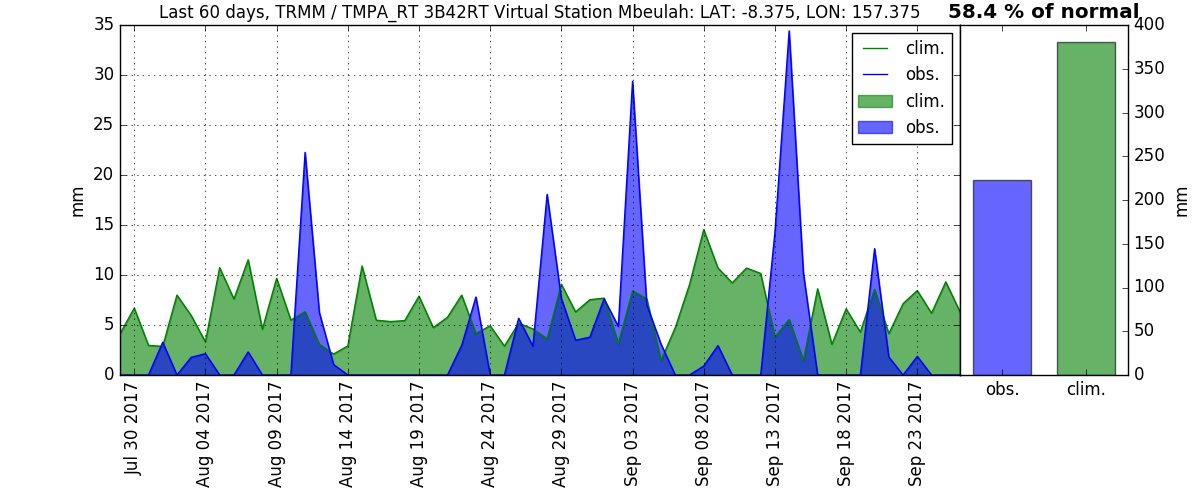 Last 60 days, TRMM / TMPA_RT 3B42RT Virtual Station Mbeulah: LAT: -8.375, LON: 157.375
58.4 % of normal
35
30
25
20
15
10
5
0
mm
clim.
obs.
clim.
obs.
Jul 30 2017
Aug 04 2017
Aug 09 2017
Aug 14 2017
Aug 19 2017
Aug 24 2017
Aug 29 2017
Sep 03 2017
Sep 08 2017
Sep 13 2017
Sep 18 2017
Sep 23 2017
400
350
300
250
200
150
100
50
0
mm
obs.
clim.